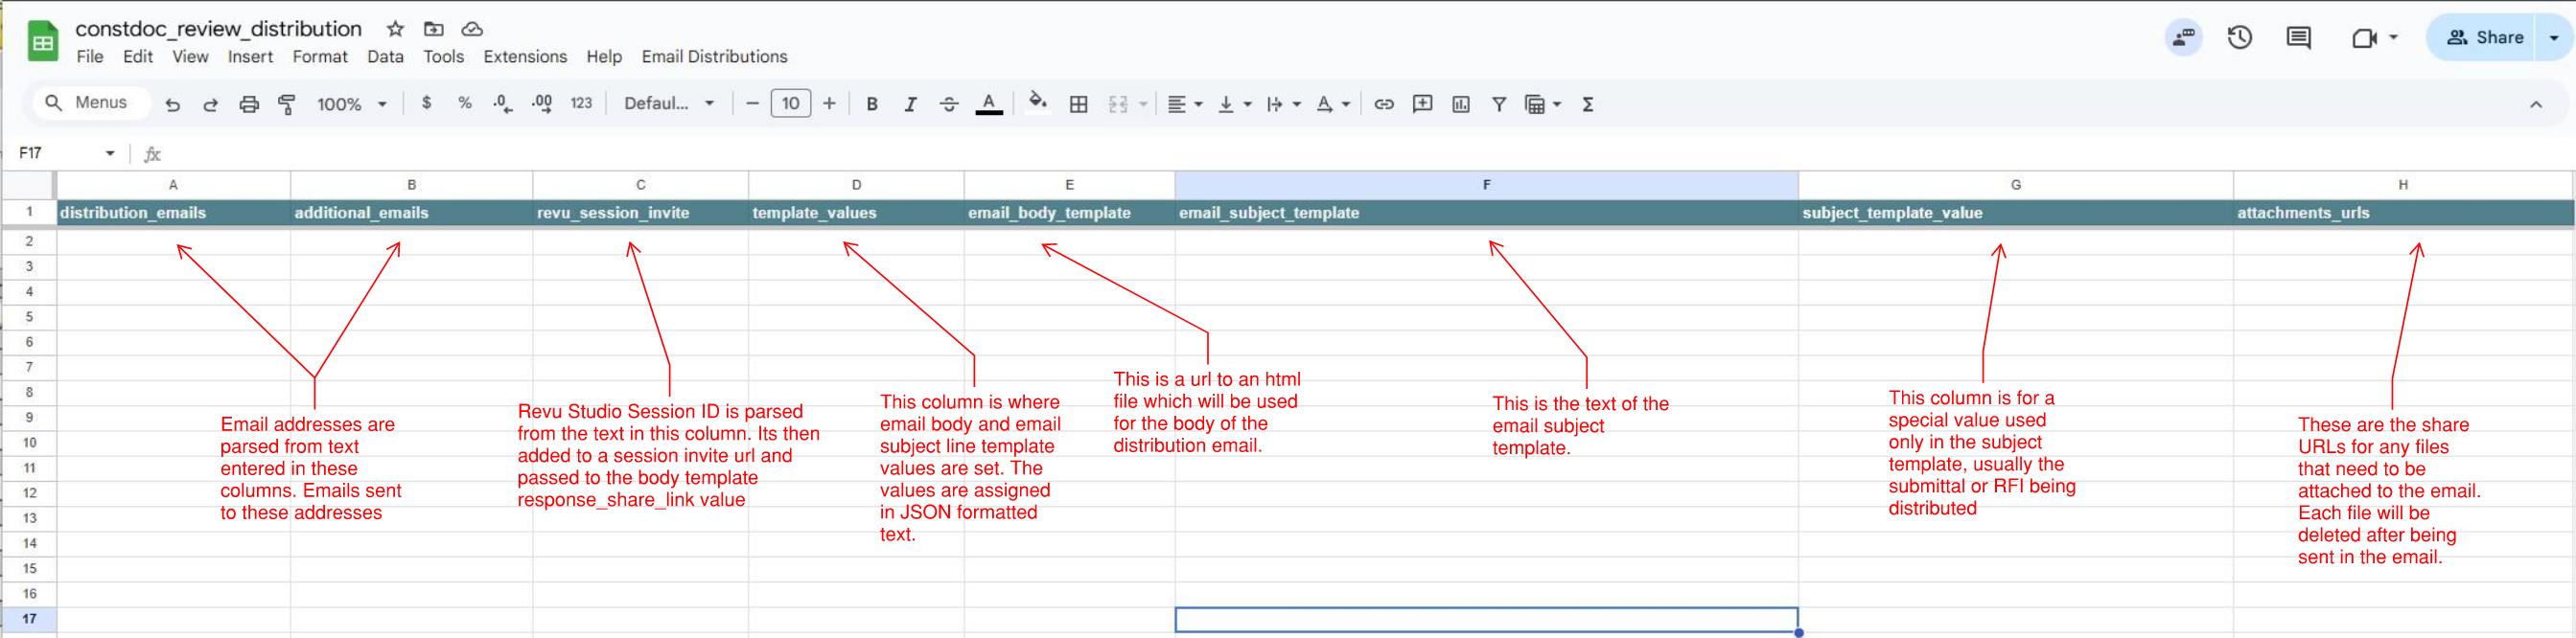 constdoc_review_distribution
File Edit View Insert Format Data Tools Extensions Help Email Distributions
Share
Menus 100% $ % .0 .00 123 Defaul... − 10 + B I S A Σ
F17 fx
A B C D E F G H
1 distribution_emails additional_emails revu_session_invite template_values email_body_template email_subject_template subject_template_value attachments_urls
2
3
4
5
6
7
8
9
10
11
12
13
14
15
16
17
Email addresses are
parsed from text
entered in these
columns. Emails sent
to these addresses
Revu Studio Session ID is parsed
from the text in this column. Its then
added to a session invite url and
passed to the body template
response_share_link value
This column is where
email body and email
subject line template
values are set. The
values are assigned
in JSON formatted
text.
This is a url to an html
file which will be used
for the body of the
distribution email.
This is the text of the
email subject
template.
This column is for a
special value used
only in the subject
template, usually the
submittal or RFI being
distributed
These are the share
URLs for any files
that need to be
attached to the email.
Each file will be
deleted after being
sent in the email.